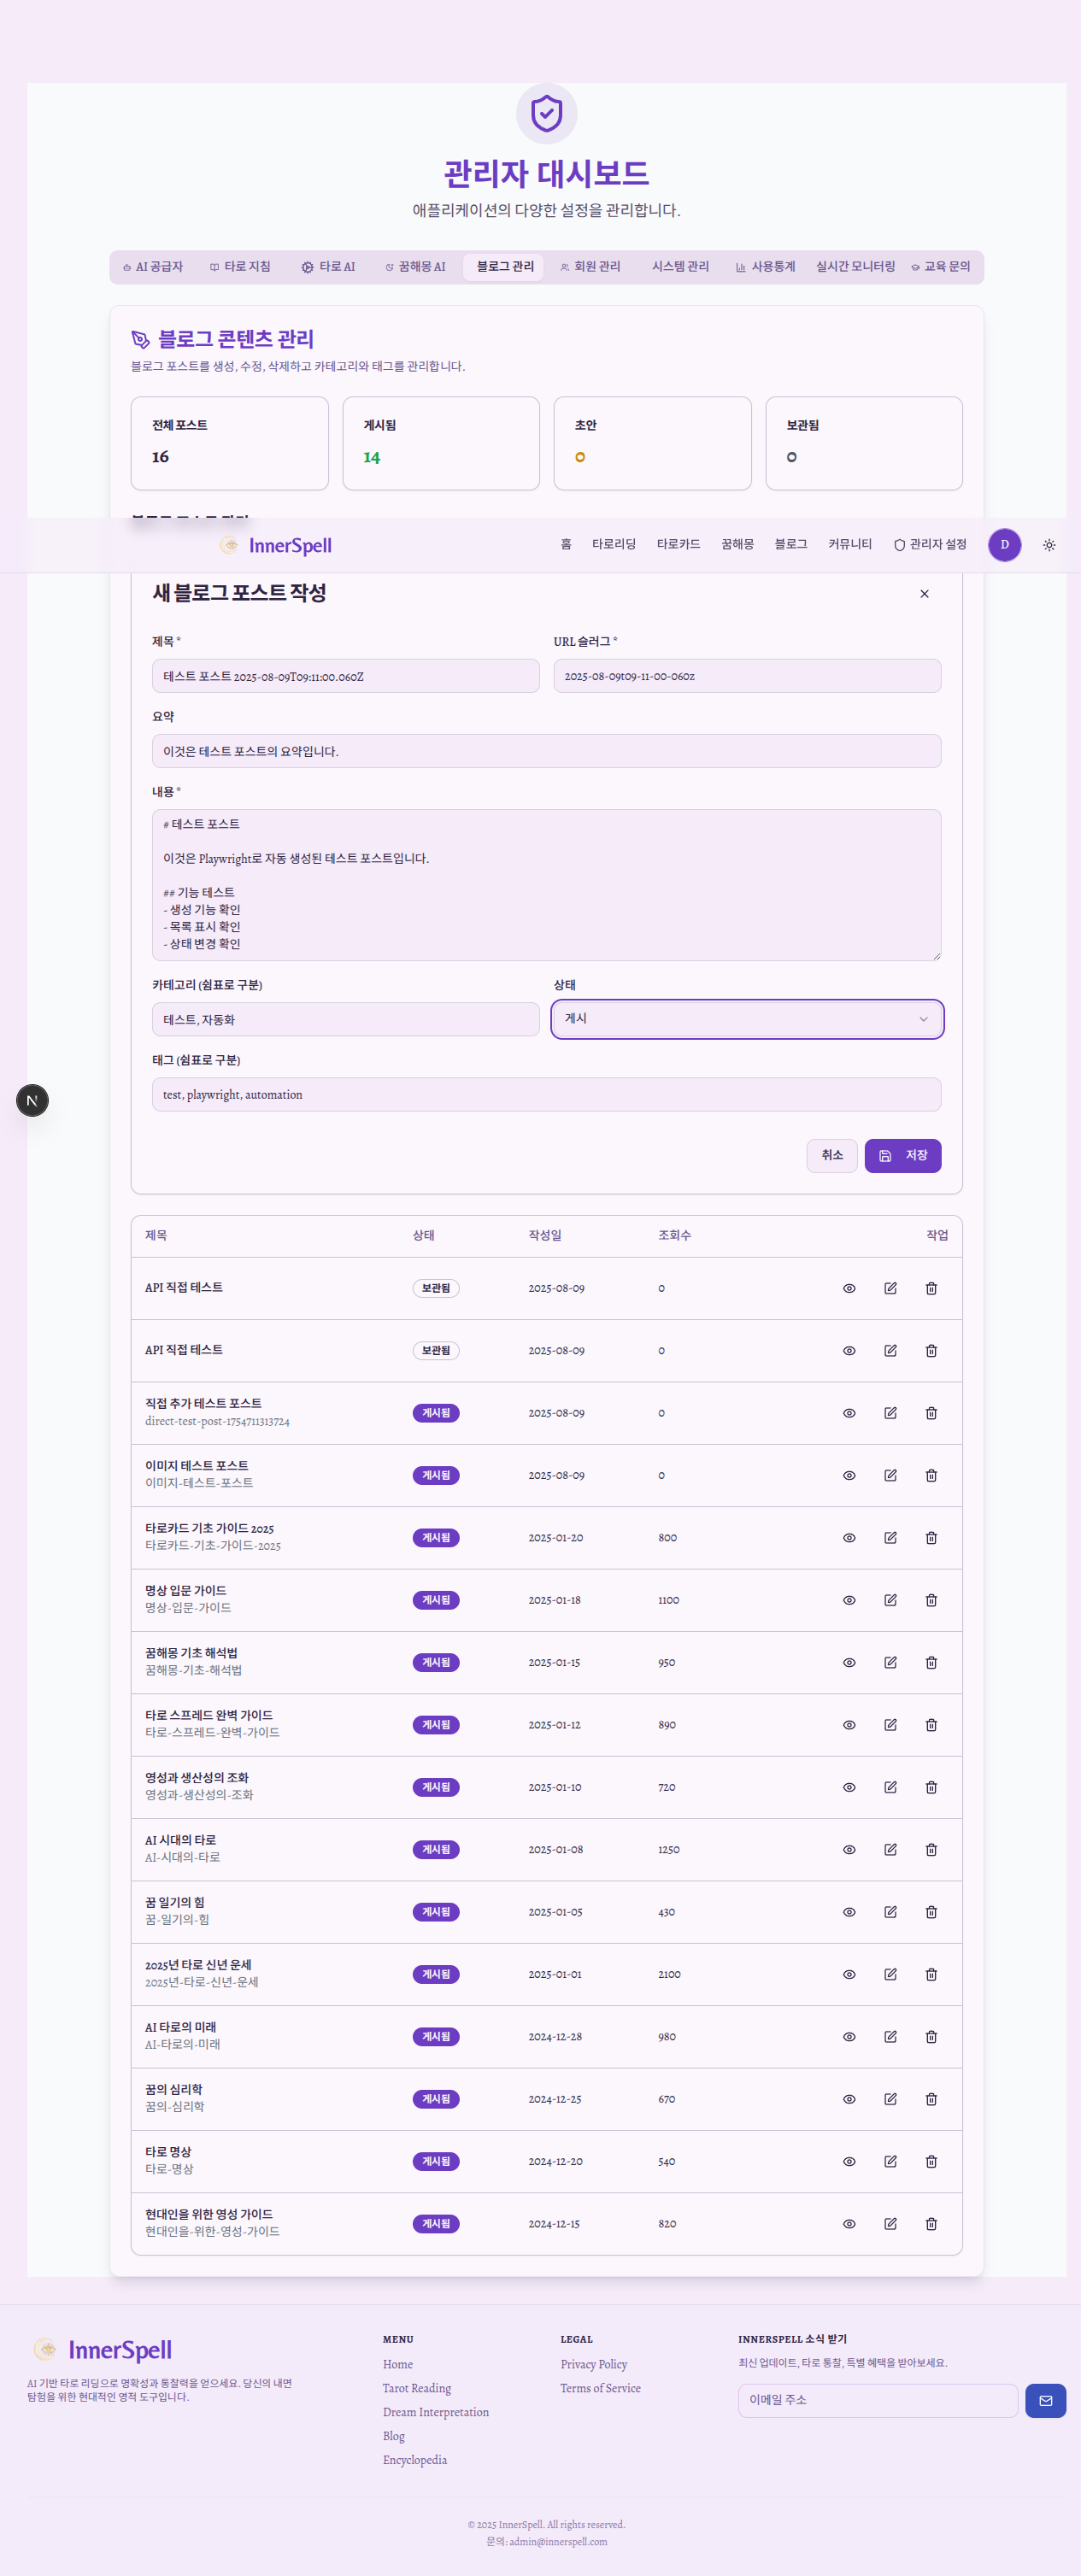 관리자 대시보드
애플리케이션의 다양한 설정을 관리합니다.
AI 공급자 타로 지침 타로 AI 꿈해몽 AI 블로그 관리 회원 관리 시스템 관리 사용통계 실시간 모니터링 교육 문의
블로그 콘텐츠 관리
블로그 포스트를 생성, 수정, 삭제하고 카테고리와 태그를 관리합니다.
전체 포스트 게시됨 초안 보관됨
16 14 0 0
InnerSpell 홈 타로리딩 타로카드 꿈해몽 블로그 커뮤니티 관리자 설정 D
새 블로그 포스트 작성
제목 * URL 슬러그 *
테스트 포스트 2025-08-09T09:11:00.060Z 2025-08-09t09-11-00-060z
요약
이것은 테스트 포스트의 요약입니다.
내용 *
# 테스트 포스트
이것은 Playwright로 자동 생성된 테스트 포스트입니다.
## 기능 테스트
- 생성 기능 확인
- 목록 표시 확인
- 상태 변경 확인
카테고리 (쉼표로 구분) 상태
테스트, 자동화 게시
태그 (쉼표로 구분)
test, playwright, automation
취소 저장
N
제목 상태 작성일 조회수 작업
API 직접 테스트 보관됨 2025-08-09 0
API 직접 테스트 보관됨 2025-08-09 0
직접 추가 테스트 포스트 게시됨 2025-08-09 0
direct-test-post-1754711313724
이미지 테스트 포스트 게시됨 2025-08-09 0
이미지-테스트-포스트
타로카드 기초 가이드 2025 게시됨 2025-01-20 800
타로카드-기초-가이드-2025
명상 입문 가이드 게시됨 2025-01-18 1100
명상-입문-가이드
꿈해몽 기초 해석법 게시됨 2025-01-15 950
꿈해몽-기초-해석법
타로 스프레드 완벽 가이드 게시됨 2025-01-12 890
타로-스프레드-완벽-가이드
영성과 생산성의 조화 게시됨 2025-01-10 720
영성과-생산성의-조화
AI 시대의 타로 게시됨 2025-01-08 1250
AI-시대의-타로
꿈 일기의 힘 게시됨 2025-01-05 430
꿈-일기의-힘
2025년 타로 신년 운세 게시됨 2025-01-01 2100
2025년-타로-신년-운세
AI 타로의 미래 게시됨 2024-12-28 980
AI-타로의-미래
꿈의 심리학 게시됨 2024-12-25 670
꿈의-심리학
타로 명상 게시됨 2024-12-20 540
타로-명상
현대인을 위한 영성 가이드 게시됨 2024-12-15 820
현대인을-위한-영성-가이드
InnerSpell
AI 기반 타로 리딩으로 명확성과 통찰력을 얻으세요. 당신의 내면
탐험을 위한 현대적인 영적 도구입니다.
MENU
Home
Tarot Reading
Dream Interpretation
Blog
Encyclopedia
LEGAL
Privacy Policy
Terms of Service
INNERSPELL 소식 받기
최신 업데이트, 타로 통찰, 특별 혜택을 받아보세요.
이메일 주소
© 2025 InnerSpell. All rights reserved.
문의: admin@innerspell.com